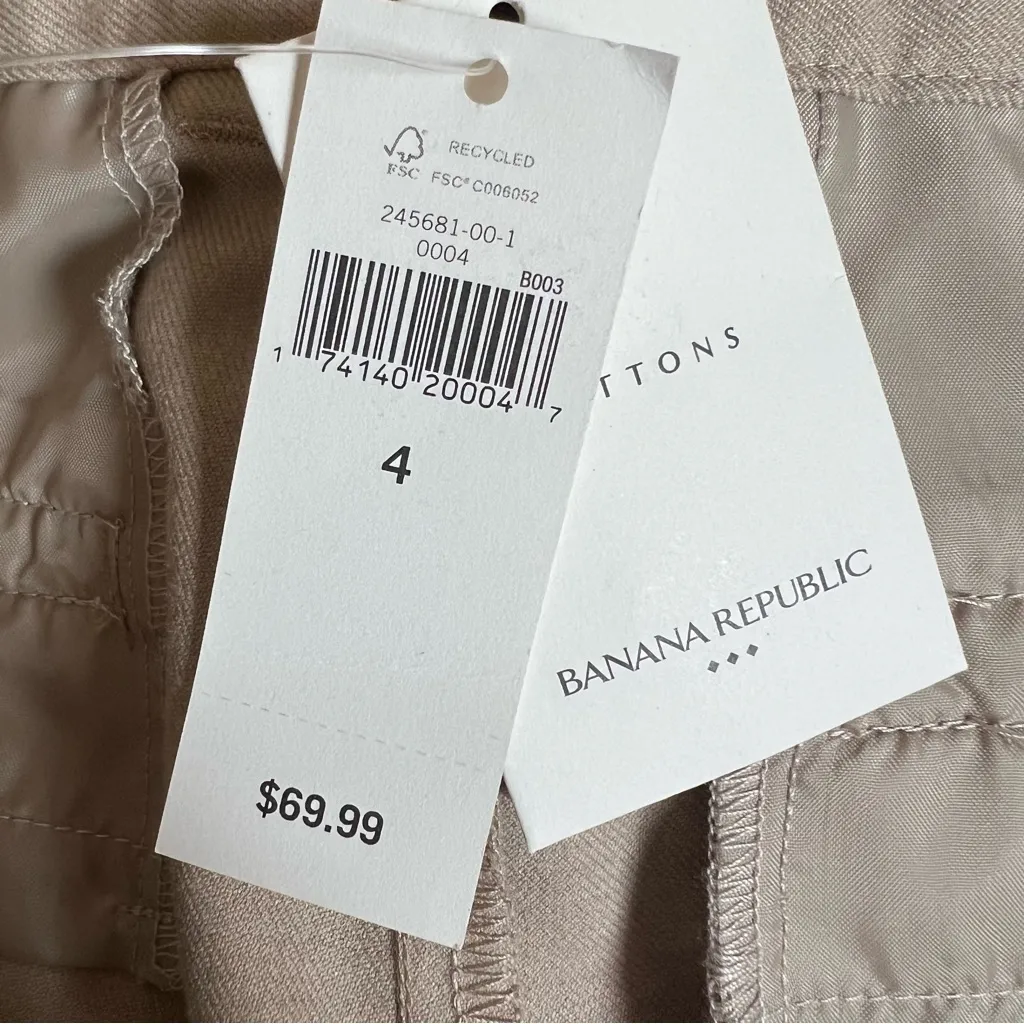 RECYCLED
FSC FSC® C006052
245681-00-1
0004
B003
1 74140 20004 7
4
$69.99
TTONS
BANANA REPUBLIC